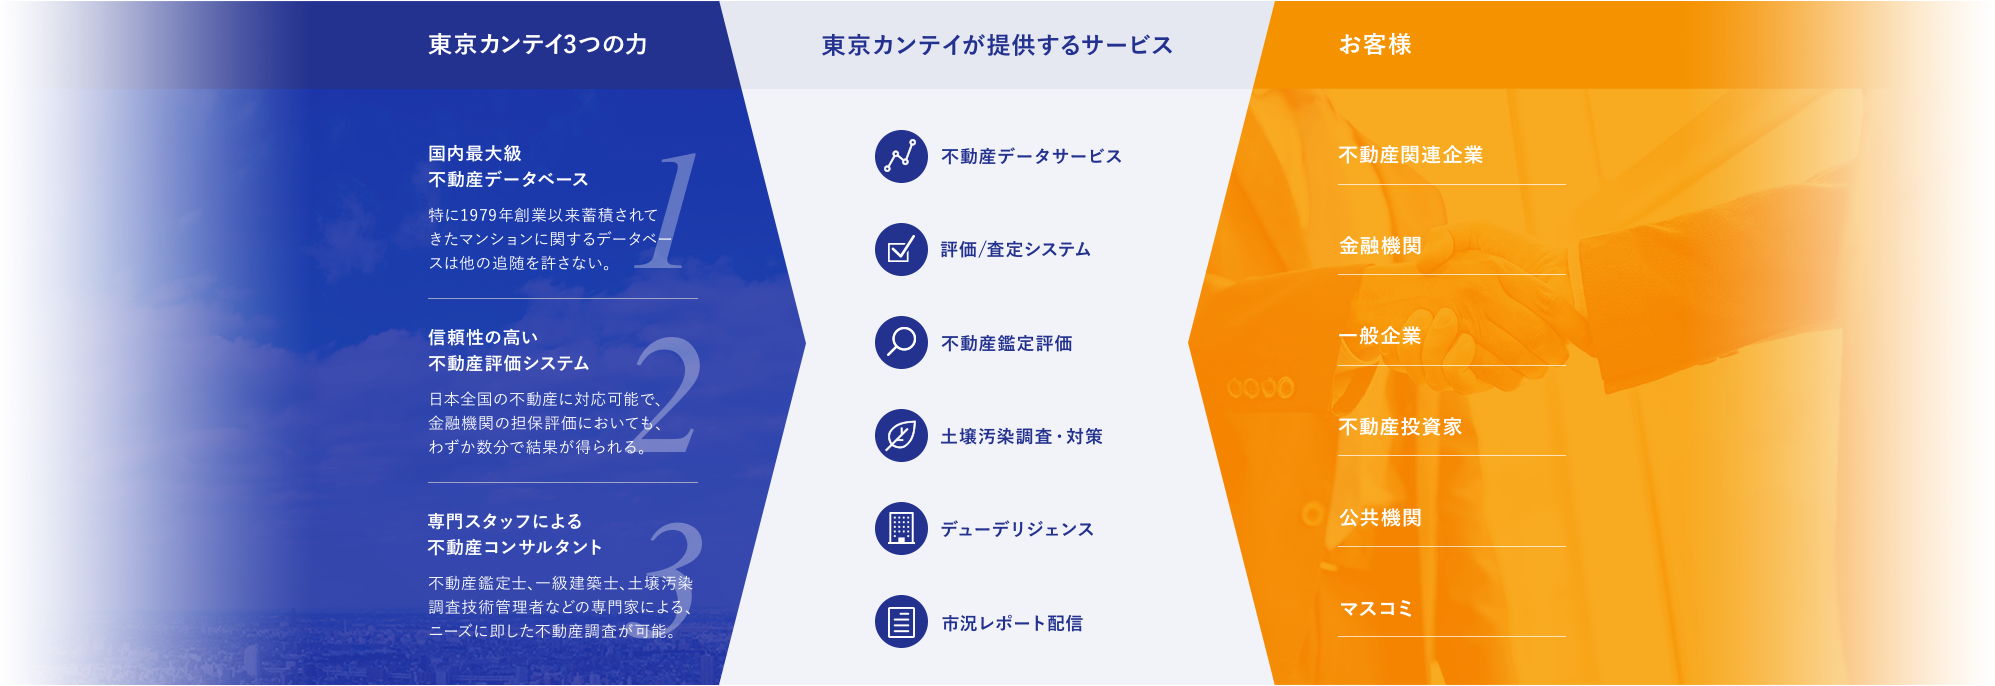 東京カンテイ3つの力
国内最大級
不動産データベース
1
特に1979年創業以来蓄積されて
きたマンションに関するデータベー
スは他の追随を許さない。
信頼性の高い
不動産評価システム
2
日本全国の不動産に対応可能で、
金融機関の担保評価においても、
わずか数分で結果が得られる。
専門スタッフによる
不動産コンサルタント
3
不動産鑑定士、一級建築士、土壌汚染
調査技術管理者などの専門家による、
ニーズに即した不動産調査が可能。
東京カンテイが提供するサービス
不動産データサービス
評価/査定システム
不動産鑑定評価
土壌汚染調査・対策
デューデリジェンス
市況レポート配信
お客様
不動産関連企業
金融機関
一般企業
不動産投資家
公共機関
マスコミ